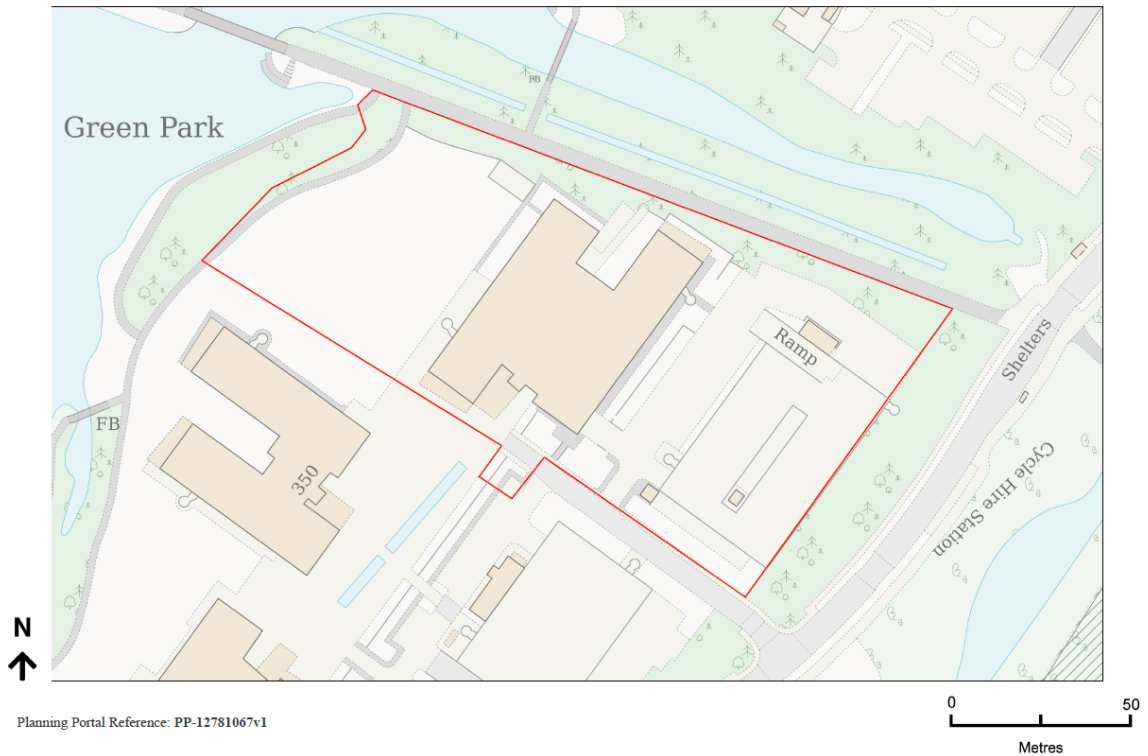 FB
Green Park
Ramp
Shelters
FB
350
Cycle Hire Station
N
0 50
Metres
Planning Portal Reference: PP-12781067v1